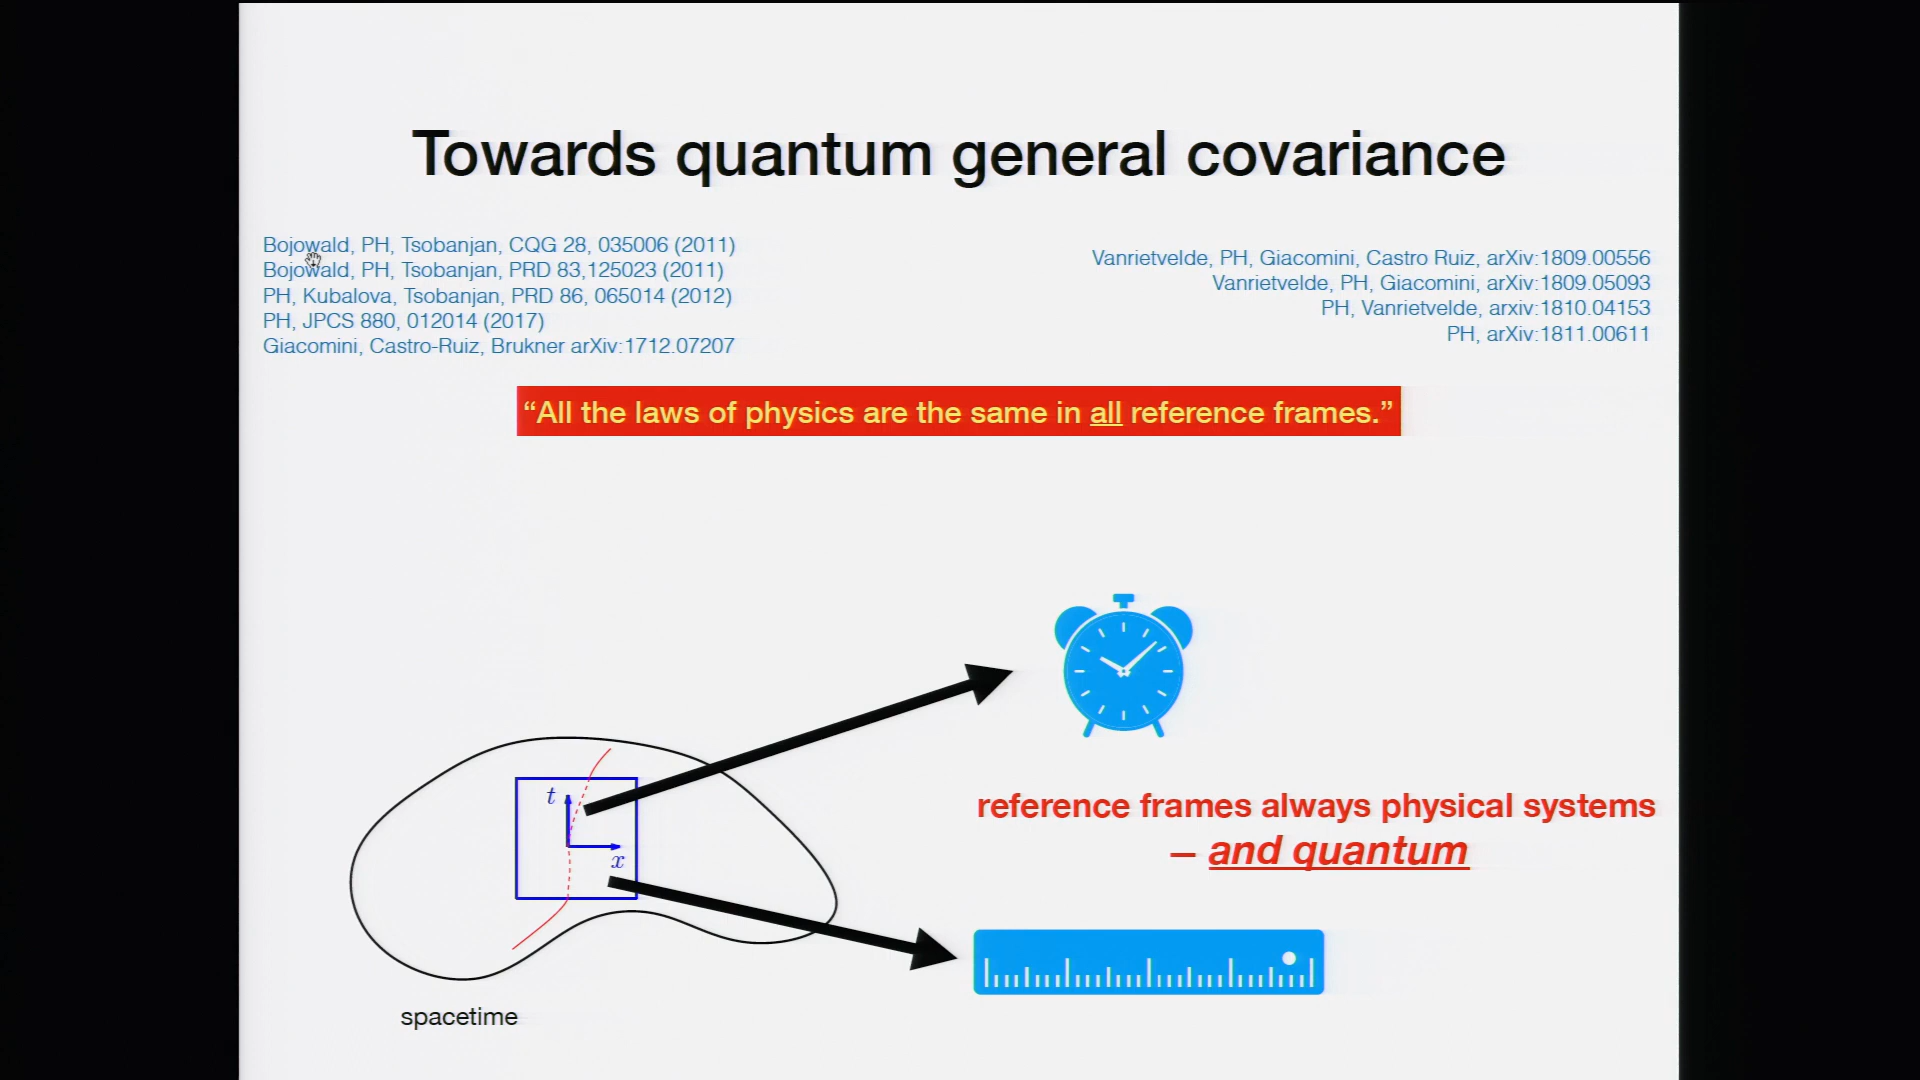 Towards quantum general covariance
Bojowald, PH, Tsobanjan, CQG 28, 035006 (2011)
Bojowald, PH, Tsobanjan, PRD 83,125023 (2011)
PH, Kubalova, Tsobanjan, PRD 86, 065014 (2012)
PH, JPCS 880, 012014 (2017)
Giacomini, Castro-Ruiz, Brukner arXiv:1712.07207
Vanrietvelde, PH, Giacomini, Castro Ruiz, arXiv:1809.00556
Vanrietvelde, PH, Giacomini, arXiv:1809.05093
PH, Vanrietvelde, arxiv:1810.04153
PH, arXiv:1811.00611
“All the laws of physics are the same in all reference frames.”
t
x
reference frames always physical systems
– and quantum
spacetime